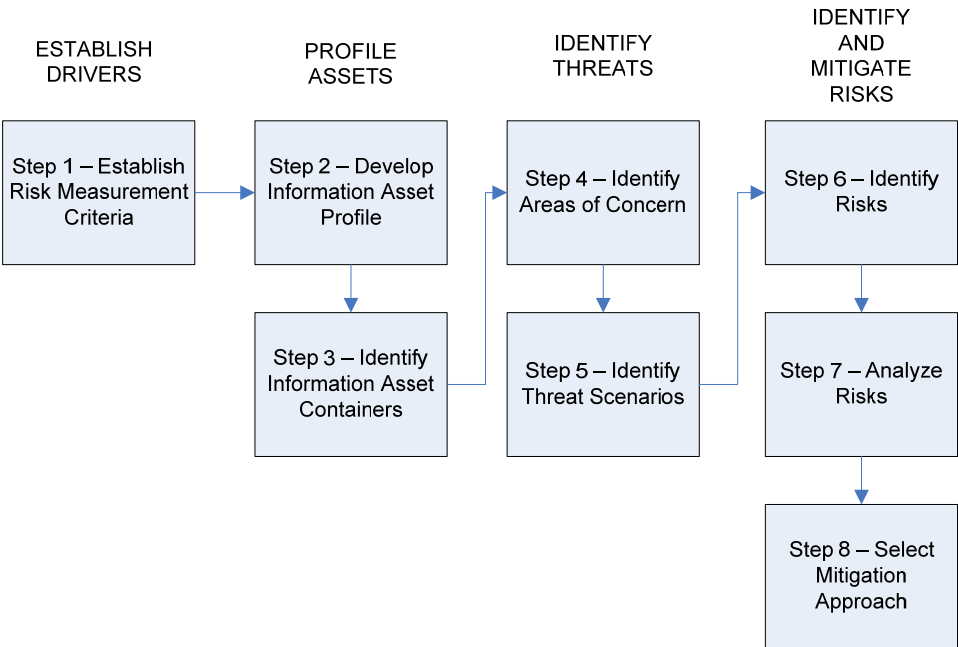 ESTABLISH
DRIVERS
PROFILE
ASSETS
IDENTIFY
THREATS
IDENTIFY
AND
MITIGATE
RISKS
Step 1 – Establish
Risk Measurement
Criteria
Step 2 – Develop
Information Asset
Profile
Step 3 – Identify
Information Asset
Containers
Step 4 – Identify
Areas of Concern
Step 5 – Identify
Threat Scenarios
Step 6 – Identify
Risks
Step 7 – Analyze
Risks
Step 8 – Select
Mitigation
Approach